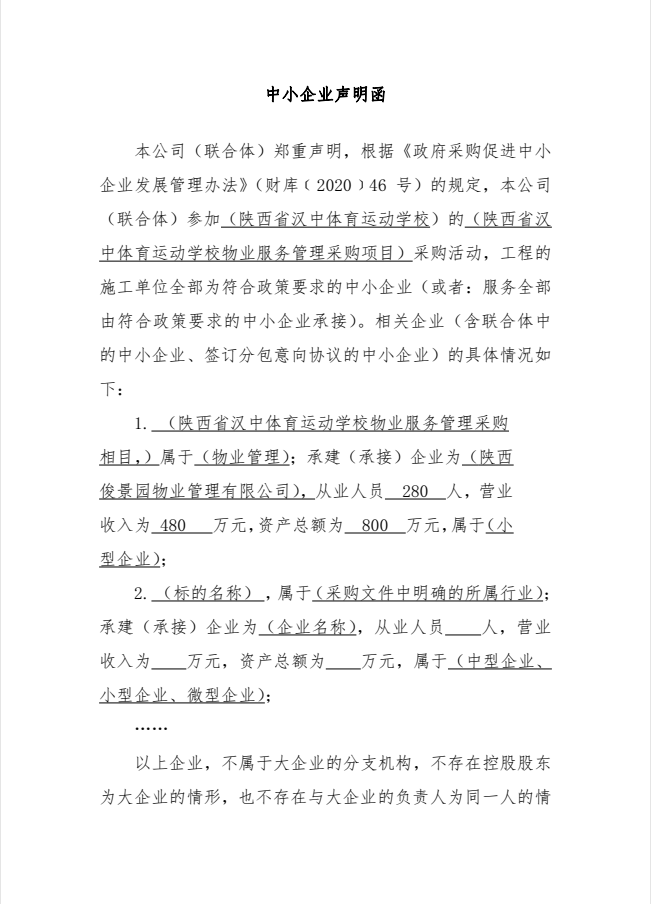 中小企业声明函
本公司（联合体）郑重声明，根据《政府采购促进中小
企业发展管理办法》（财库﹝2020﹞46 号）的规定，本公司
（联合体）参加（陕西省汉中体育运动学校）的（陕西省汉
中体育运动学校物业服务管理采购项目）采购活动，工程的
施工单位全部为符合政策要求的中小企业（或者：服务全部
由符合政策要求的中小企业承接）。相关企业（含联合体中
的中小企业、签订分包意向协议的中小企业）的具体情况如
下：
1. （陕西省汉中体育运动学校物业服务管理采购
相目，）属于（物业管理）；承建（承接）企业为（陕西
俊景园物业管理有限公司），从业人员 280 人，营业
收入为 480 万元，资产总额为 800 万元，属于（小
型企业）；
2. （标的名称） ，属于（采购文件中明确的所属行业）；
承建（承接）企业为（企业名称），从业人员____人，营业
收入为____万元，资产总额为____万元，属于（中型企业、
小型企业、微型企业）；
……
以上企业，不属于大企业的分支机构，不存在控股股东
为大企业的情形，也不存在与大企业的负责人为同一人的情